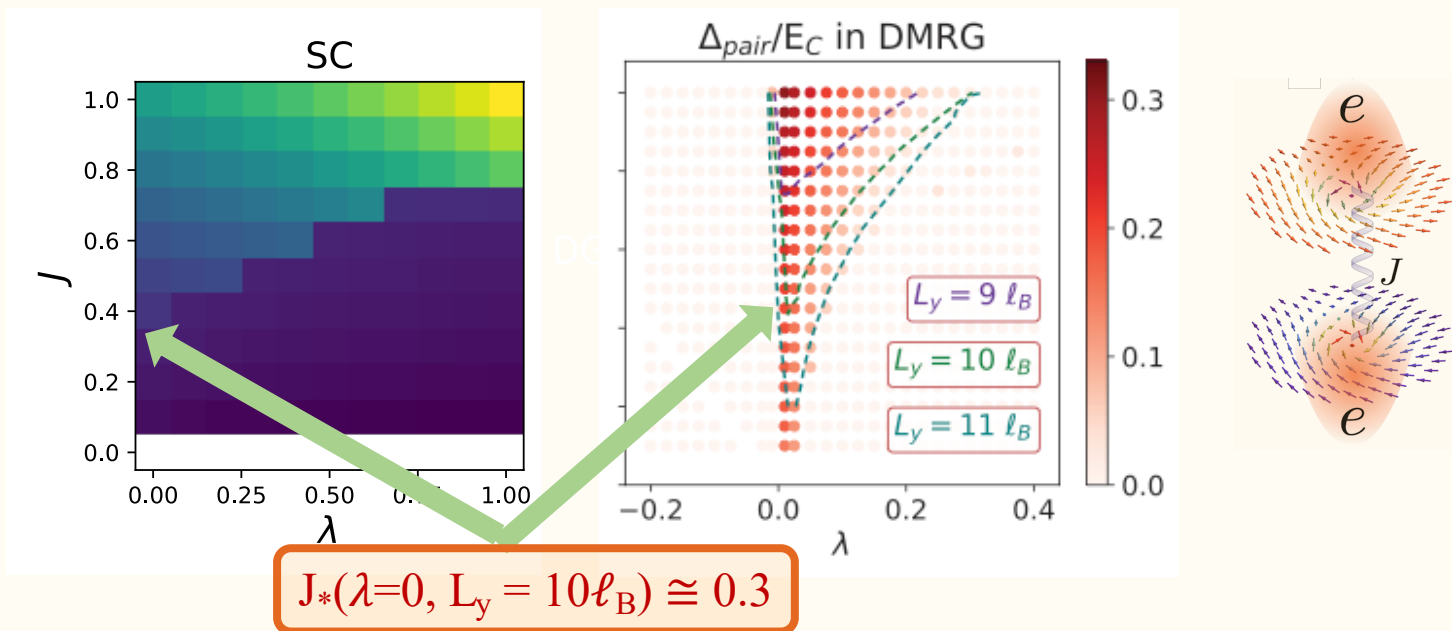 SC
1.0
0.8
0.6
0.4
0.2
0.0
J
0.00 0.25 0.50 1.00
λ
Δpair/EC in DMRG
Ly = 9 ℓB
Ly = 10 ℓB
Ly = 11 ℓB
−0.2 0.0 0.2 0.4
λ
0.3
0.2
0.1
0.0
e
J
e
J*(λ=0, Ly = 10ℓB) ≅ 0.3